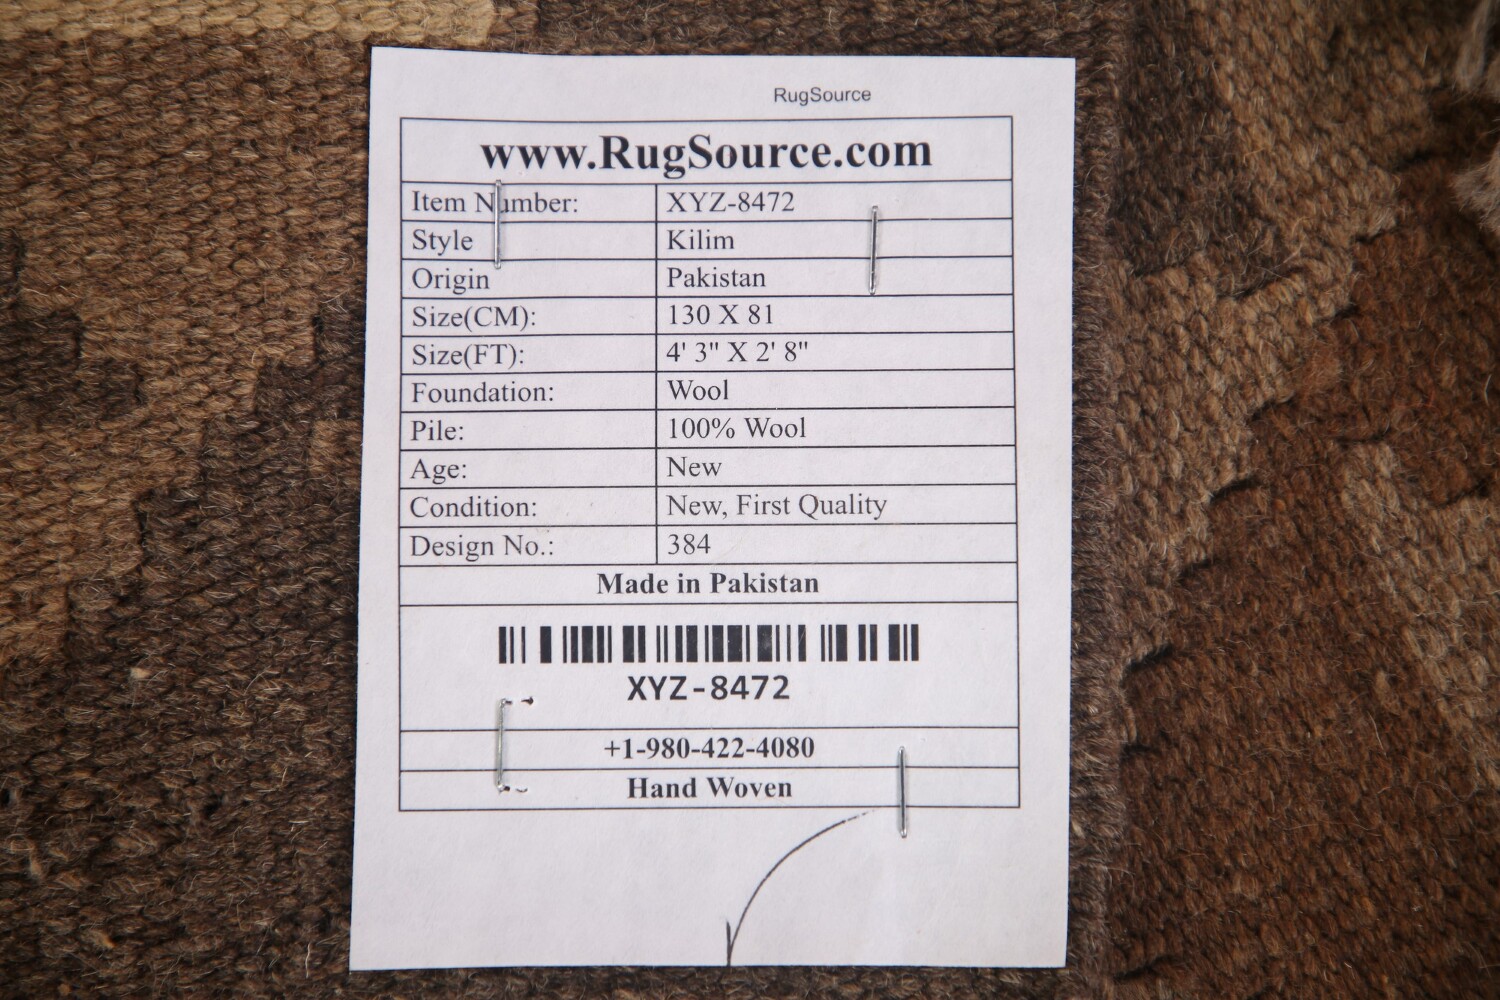 RugSource
www.RugSource.com
Item Number: XYZ-8472
Style Kilim
Origin Pakistan
Size(CM): 130 X 81
Size(FT): 4' 3" X 2' 8"
Foundation: Wool
Pile: 100% Wool
Age: New
Condition: New, First Quality
Design No.: 384
Made in Pakistan
XYZ-8472
+1-980-422-4080
Hand Woven